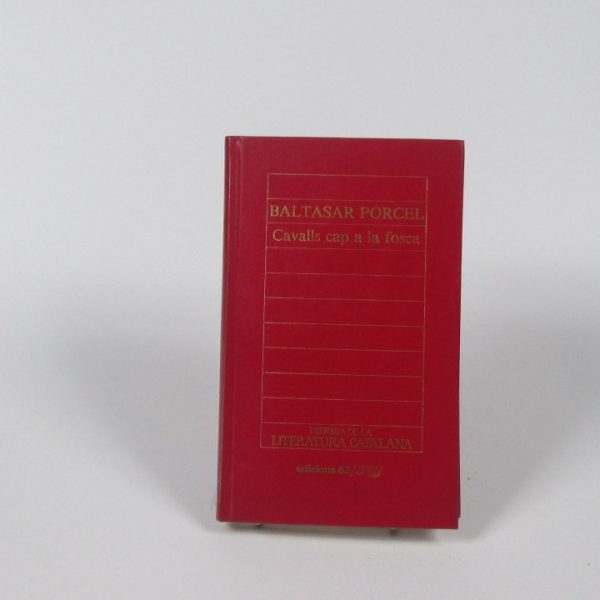 BALTASAR PORCEL
Cavalls cap a la fosca
HISTÒRIA DE LA
LITERATURA CATALANA
edicions 62/